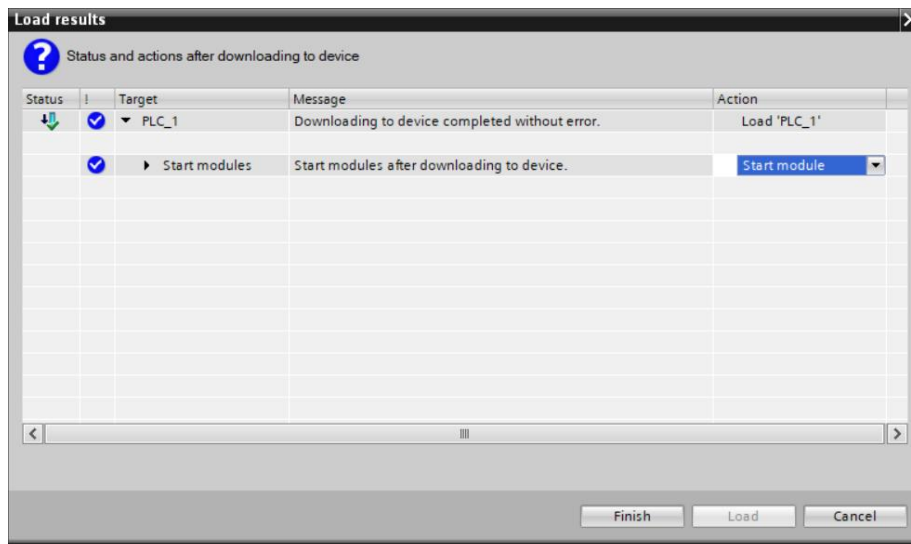 Load results
Status and actions after downloading to device
Status ! Target Message Action
PLC_1 Downloading to device completed without error. Load 'PLC_1'
Start modules Start modules after downloading to device. Start module
Finish Load Cancel